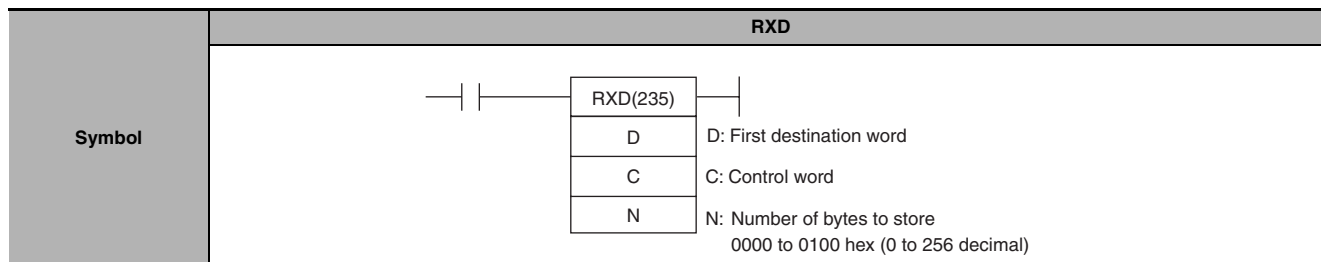 RXD
Symbol
RXD(235)
D
D: First destination word
C
C: Control word
N
N: Number of bytes to store
0000 to 0100 hex (0 to 256 decimal)